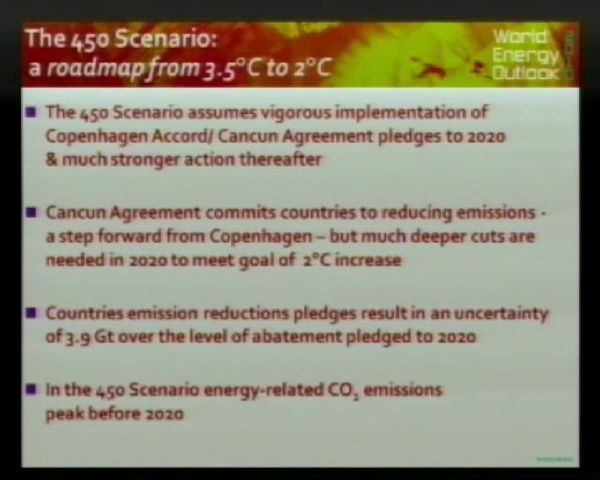 The 450 Scenario:
a roadmap from 3.5°C to 2°C
World
Energy
Outlook
2010
The 450 Scenario assumes vigorous implementation of
Copenhagen Accord/ Cancun Agreement pledges to 2020
& much stronger action thereafter
Cancun Agreement commits countries to reducing emissions -
a step forward from Copenhagen – but much deeper cuts are
needed in 2020 to meet goal of 2°C increase
Countries emission reductions pledges result in an uncertainty
of 3.9 Gt over the level of abatement pledged to 2020
In the 450 Scenario energy-related CO₂ emissions
peak before 2020